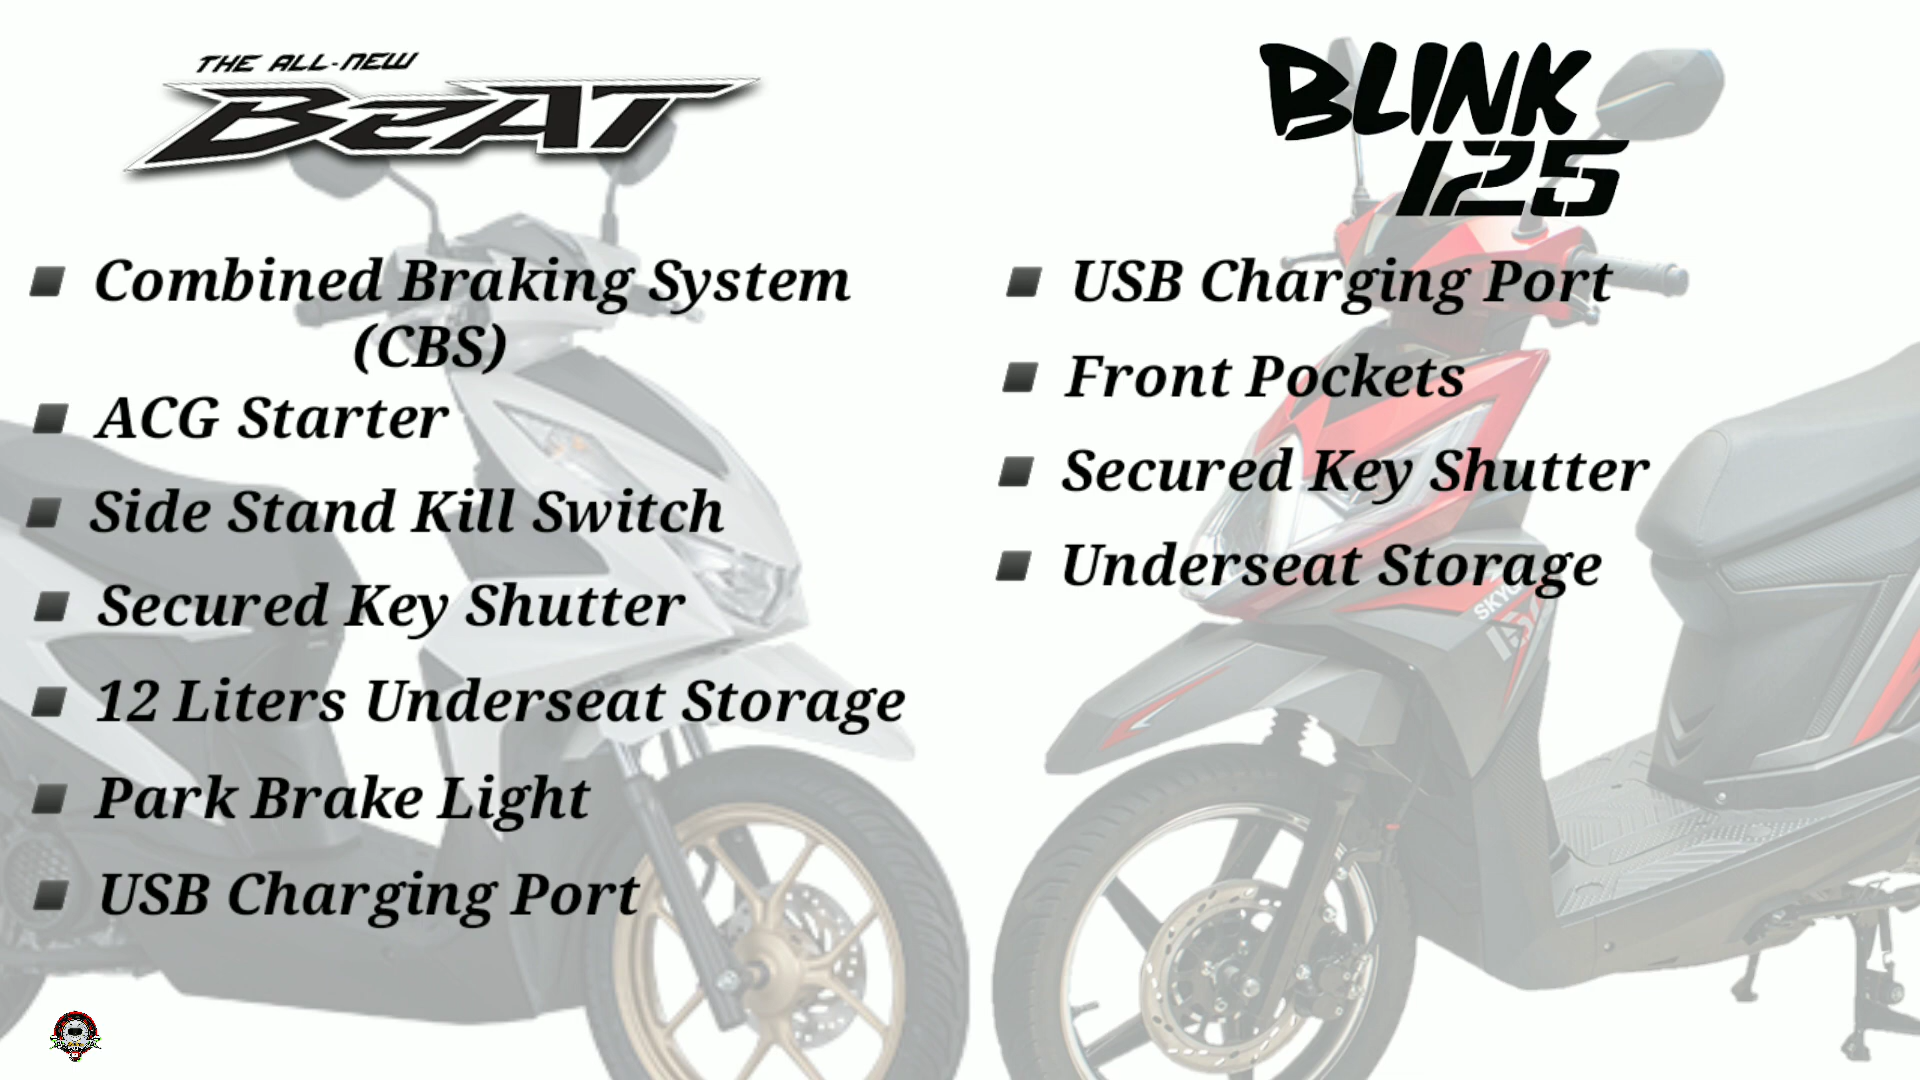 THE ALL-NEW
BeAT
Combined Braking System
(CBS)
ACG Starter
Side Stand Kill Switch
Secured Key Shutter
12 Liters Underseat Storage
Park Brake Light
USB Charging Port
BLINK
125
USB Charging Port
Front Pockets
Secured Key Shutter
Underseat Storage